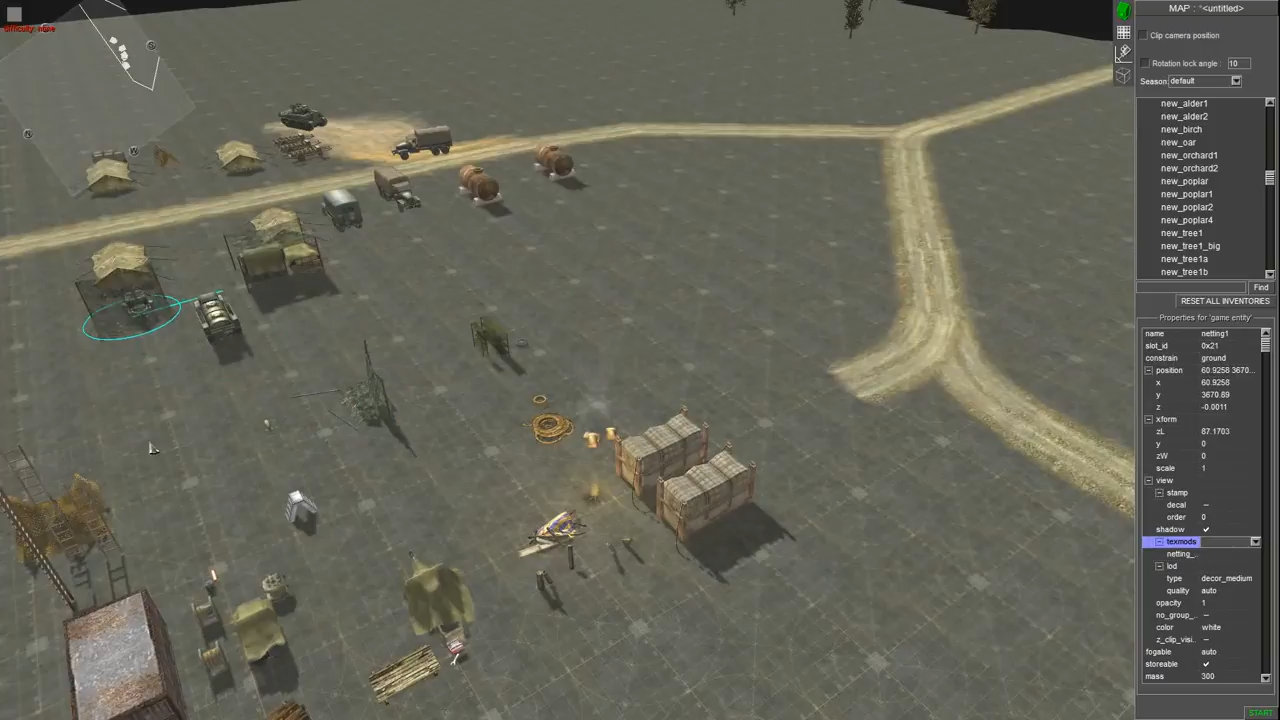 MAP : *<untitled>
Difficulty: none
Clip camera position
Rotation lock angle : 10
Season: default
new_alder1
new_alder2
new_birch
new_oar
new_orchard1
new_orchard2
new_poplar
new_poplar1
new_poplar2
new_poplar4
new_tree1
new_tree1_big
new_tree1a
new_tree1b
Find
RESET ALL INVENTORIES
Properties for 'game entity'
name netting1
slot_id 0x21
constrain ground
position 60.9258 3670...
x 60.9258
y 3670.89
z -0.0011
xform
zL 87.1703
y 0
zW 0
scale 1
view
stamp
decal --
order 0
shadow
texmods
netting_..
lod
type decor_medium
quality auto
opacity 1
no_group_.. --
color white
z_clip_visi.. --
fogable auto
storeable
mass 300
START